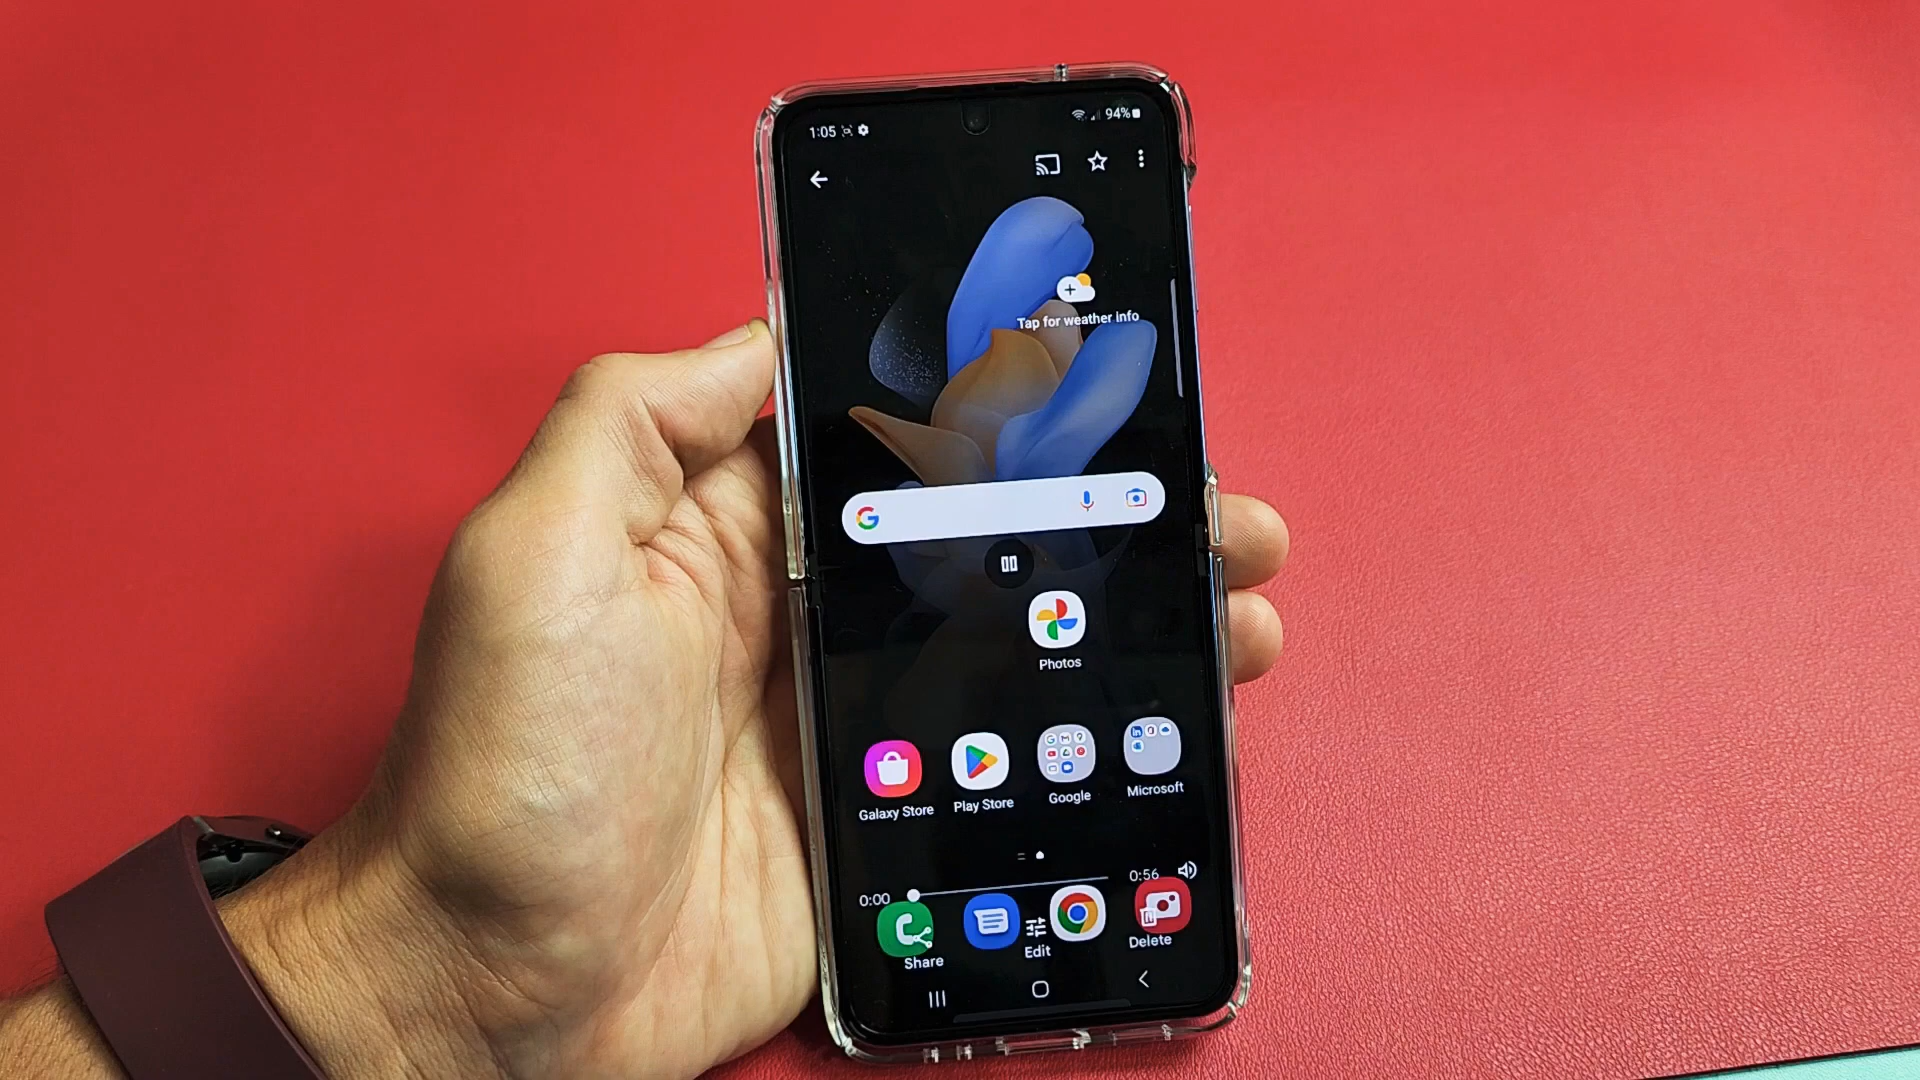 1:05
94%
Tap for weather info
G
Photos
Galaxy Store
Play Store
Google
Microsoft
0:00
0:56
Share
Edit
Delete